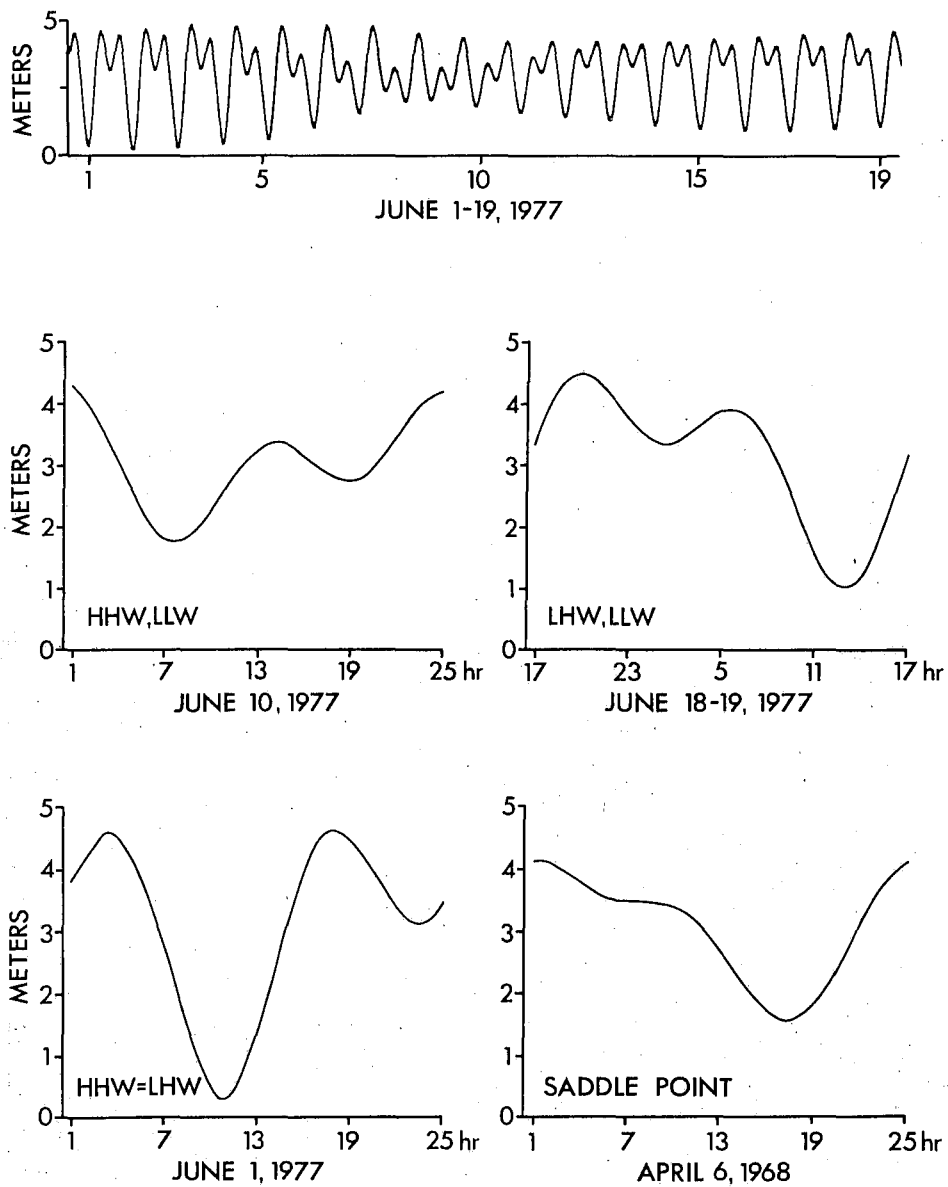 5
METERS
0
1 5 10 15 19
JUNE 1-19, 1977
5
4
3
2
1
0
METERS
HHW,LLW
1 7 13 19 25 hr
JUNE 10, 1977
5
4
3
2
1
0
LHW,LLW
17 23 5 11 17 hr
JUNE 18-19, 1977
5
4
3
2
1
0
METERS
HHW=LHW
1 7 13 19 25 hr
JUNE 1, 1977
5
4
3
2
1
0
SADDLE POINT
1 7 13 19 25 hr
APRIL 6, 1968